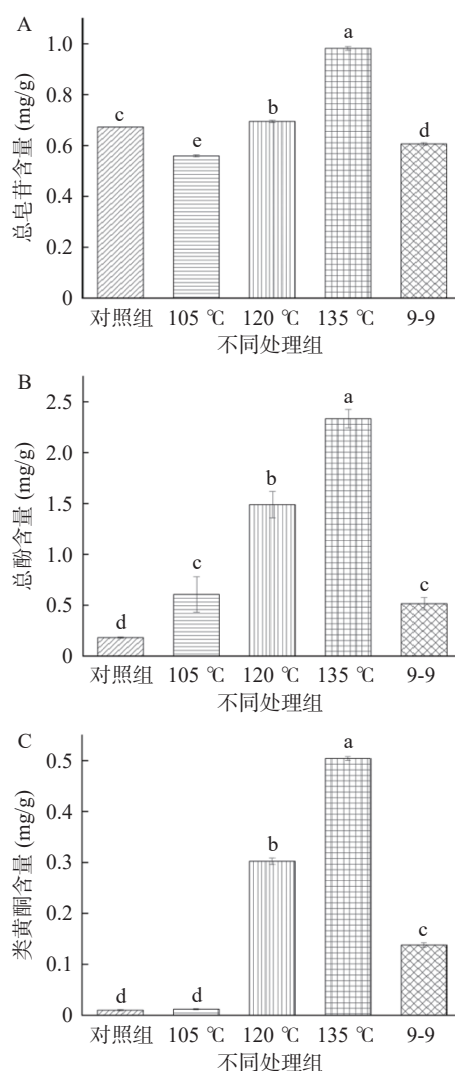 A
总皂苷含量 (mg/g)
1.0
0.8
0.6
0.4
0.2
0
c
e
b
a
d
对照组 105 ℃ 120 ℃ 135 ℃ 9-9
不同处理组
B
总酚含量 (mg/g)
2.5
2.0
1.5
1.0
0.5
0
d
c
b
a
c
对照组 105 ℃ 120 ℃ 135 ℃ 9-9
不同处理组
C
类黄酮含量 (mg/g)
0.5
0.4
0.3
0.2
0.1
0
d
d
b
a
c
对照组 105 ℃ 120 ℃ 135 ℃ 9-9
不同处理组